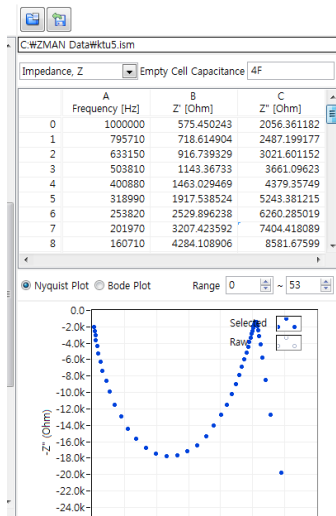 C:₩ZMAN Data₩ktu5.ism
Impedance, Z Empty Cell Capacitance 4F
A B C
Frequency [Hz] Z' [Ohm] Z" [Ohm]
0 1000000 575.450243 2056.361182
1 795710 718.614904 2487.199177
2 633150 916.739329 3021.601152
3 503810 1143.36733 3661.09623
4 400880 1463.029469 4379.35749
5 318990 1917.538524 5243.381215
6 253820 2529.896238 6260.285019
7 201970 3207.423592 7404.418089
8 160710 4284.108906 8581.67599
Nyquist Plot Bode Plot Range 0 ~ 53
0.0
-2.0k
-4.0k
-6.0k
-8.0k
-10.0k
-12.0k
-14.0k
-16.0k
-18.0k
-20.0k
-22.0k
-24.0k
-Z" (Ohm)
Selected
Raw